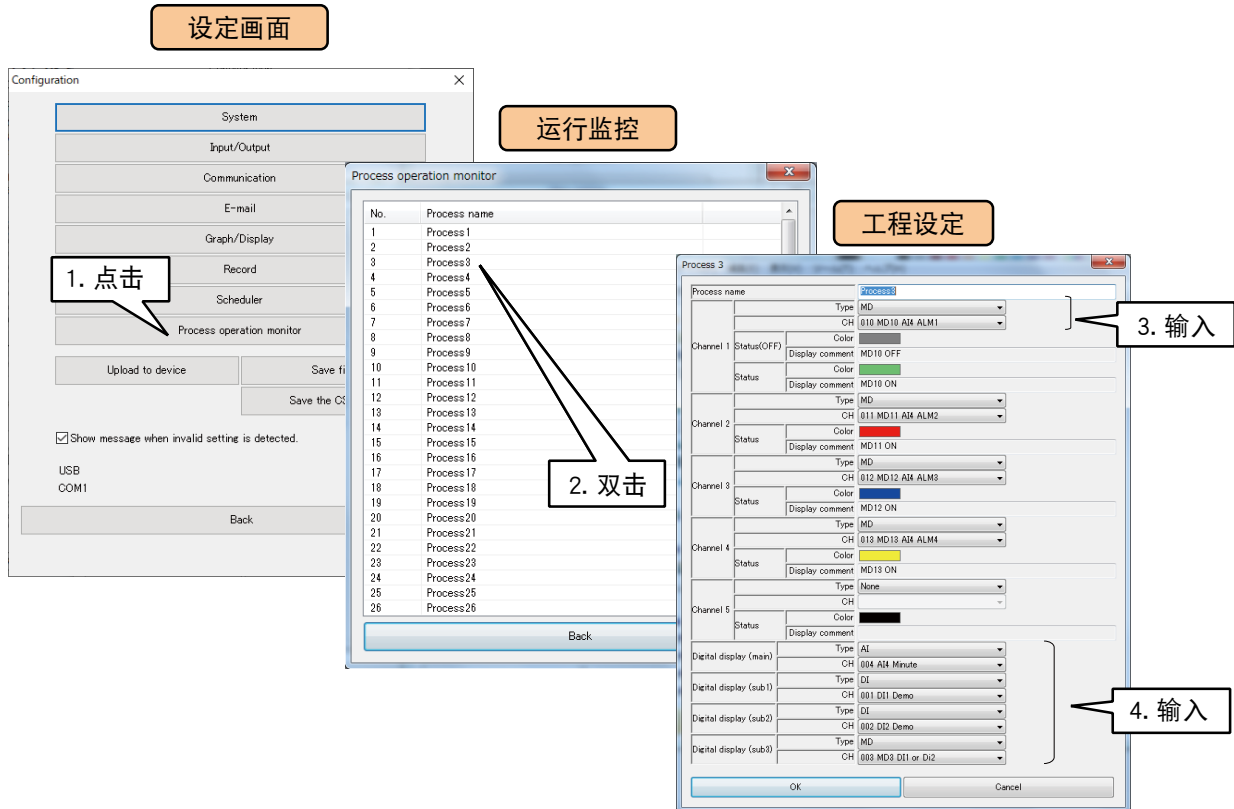 设定画面
Configuration
System
Input/Output
Communication
E-mail
Graph/Display
Record
Scheduler
Process operation monitor
Upload to device
Save fi
Save the CS
Show message when invalid setting is detected.
USB
COM1
Back
1. 点击
运行监控
Process operation monitor
No. Process name
1 Process1
2 Process2
3 Process3
4 Process4
5 Process5
6 Process6
7 Process7
8 Process8
9 Process9
10 Process10
11 Process11
12 Process12
13 Process13
14 Process14
15 Process15
16 Process16
17 Process17
18 Process18
19 Process19
20 Process20
21 Process21
22 Process22
23 Process23
24 Process24
25 Process25
26 Process26
Back
2. 双击
工程设定
Process 3
Process name Process3
Channel 1
Type MD
CH 010 MD10 AI4 ALM1
Status(OFF)
Color
Display comment MD10 OFF
Status
Color
Display comment MD10 ON
Channel 2
Type MD
CH 011 MD11 AI4 ALM2
Status
Color
Display comment MD11 ON
Channel 3
Type MD
CH 012 MD12 AI4 ALM3
Status
Color
Display comment MD12 ON
Channel 4
Type MD
CH 013 MD13 AI4 ALM4
Status
Color
Display comment MD13 ON
Channel 5
Type None
CH
Status
Color
Display comment
Digital display (main)
Type AI
CH 004 AI4 Minute
Digital display (sub1)
Type DI
CH 001 DI1 Demo
Digital display (sub2)
Type DI
CH 002 DI2 Demo
Digital display (sub3)
Type MD
CH 003 MD3 DI1 or Di2
OK
Cancel
3. 输入
4. 输入